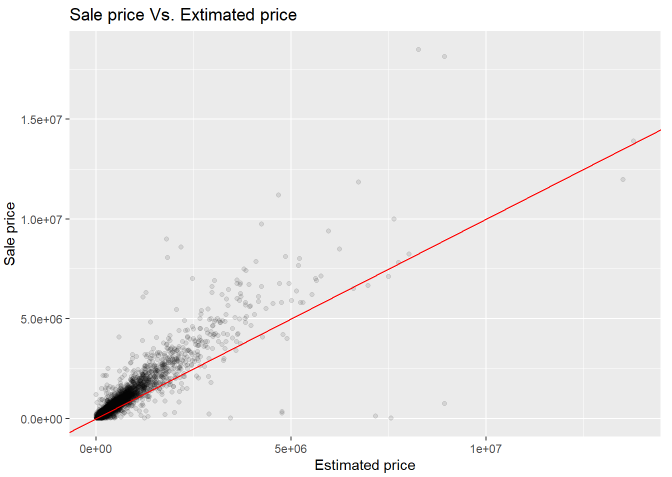 Sale price Vs. Extimated price
1.5e+07
1.0e+07
5.0e+06
0.0e+00
Sale price
0e+00 5e+06 1e+07
Estimated price